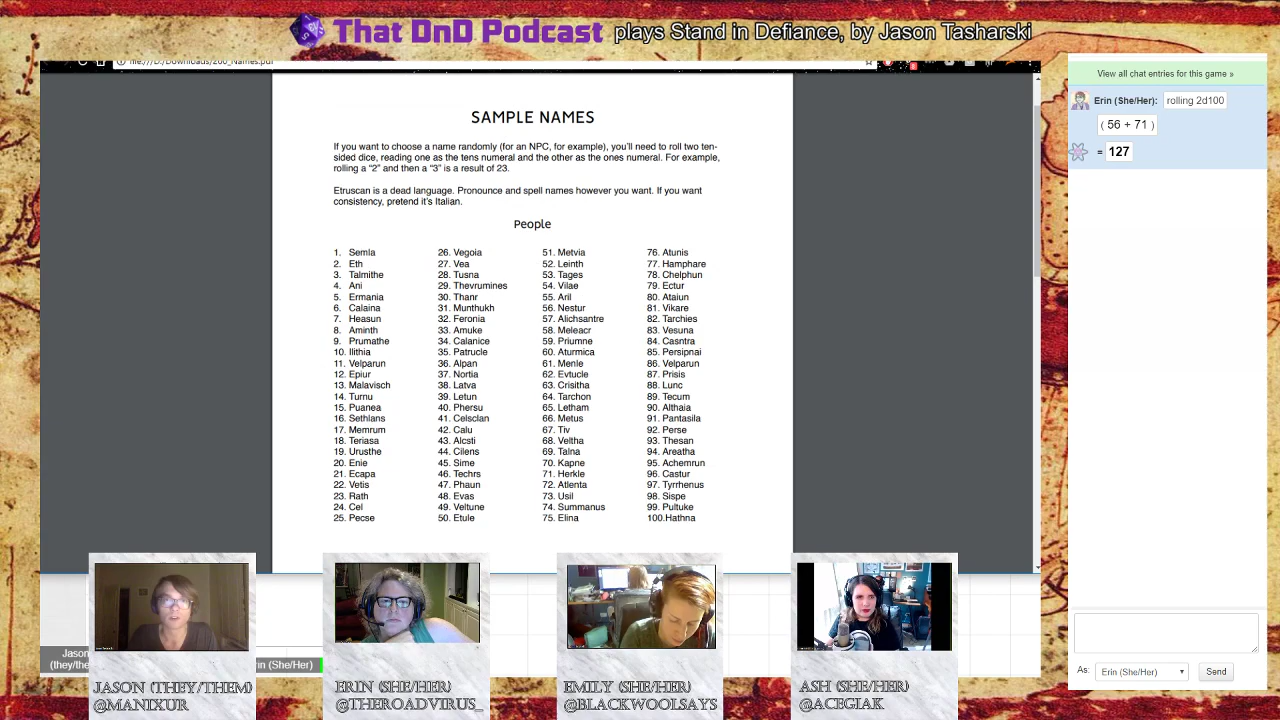 That DnD Podcast plays Stand in Defiance, by Jason Tasharski
file:///D:/Downloads/200_Names.pdf
SAMPLE NAMES
If you want to choose a name randomly (for an NPC, for example), you'll need to roll two ten-
sided dice, reading one as the tens numeral and the other as the ones numeral. For example,
rolling a “2” and then a “3” is a result of 23.
Etruscan is a dead language. Pronounce and spell names however you want. If you want
consistency, pretend it's Italian.
People
1. Semla
2. Eth
3. Talmithe
4. Ani
5. Ermania
6. Calaina
7. Heasun
8. Aminth
9. Prumathe
10. Ilithia
11. Velparun
12. Epiur
13. Malavisch
14. Turnu
15. Puanea
16. Sethlans
17. Memrum
18. Teriasa
19. Urusthe
20. Enie
21. Ecapa
22. Vetis
23. Rath
24. Cel
25. Pecse
26. Vegoia
27. Vea
28. Tusna
29. Thevrumines
30. Thanr
31. Munthukh
32. Feronia
33. Amuke
34. Calanice
35. Patrucle
36. Alpan
37. Nortia
38. Latva
39. Letun
40. Phersu
41. Celsclan
42. Calu
43. Alcsti
44. Cilens
45. Sime
46. Techrs
47. Phaun
48. Evas
49. Veltune
50. Etule
51. Metvia
52. Leinth
53. Tages
54. Vilae
55. Aril
56. Nestur
57. Alichsantre
58. Meleacr
59. Priumne
60. Aturmica
61. Menle
62. Evtucle
63. Crisitha
64. Tarchon
65. Letham
66. Metus
67. Tiv
68. Veltha
69. Talna
70. Kapne
71. Herkle
72. Atlenta
73. Usil
74. Summanus
75. Elina
76. Atunis
77. Hamphare
78. Chelphun
79. Ectur
80. Ataiun
81. Vikare
82. Tarchies
83. Vesuna
84. Casntra
85. Persipnai
86. Velparun
87. Prisis
88. Lunc
89. Tecum
90. Althaia
91. Pantasila
92. Perse
93. Thesan
94. Areatha
95. Achemrun
96. Castur
97. Tyrrhenus
98. Sispe
99. Pultuke
100. Hathna
View all chat entries for this game »
Erin (She/Her): rolling 2d100
( 56 + 71 )
= 127
As: Erin (She/Her) Send
Jason
(they/the
rin (She/Her)
JASON (THEY/THEM)
@MANIXUR
ERIN (SHE/HER)
@THEROADVIRUS_
EMILY (SHE/HER)
@BLACKWOOLSAYS
ASH (SHE/HER)
@ACEGIAK